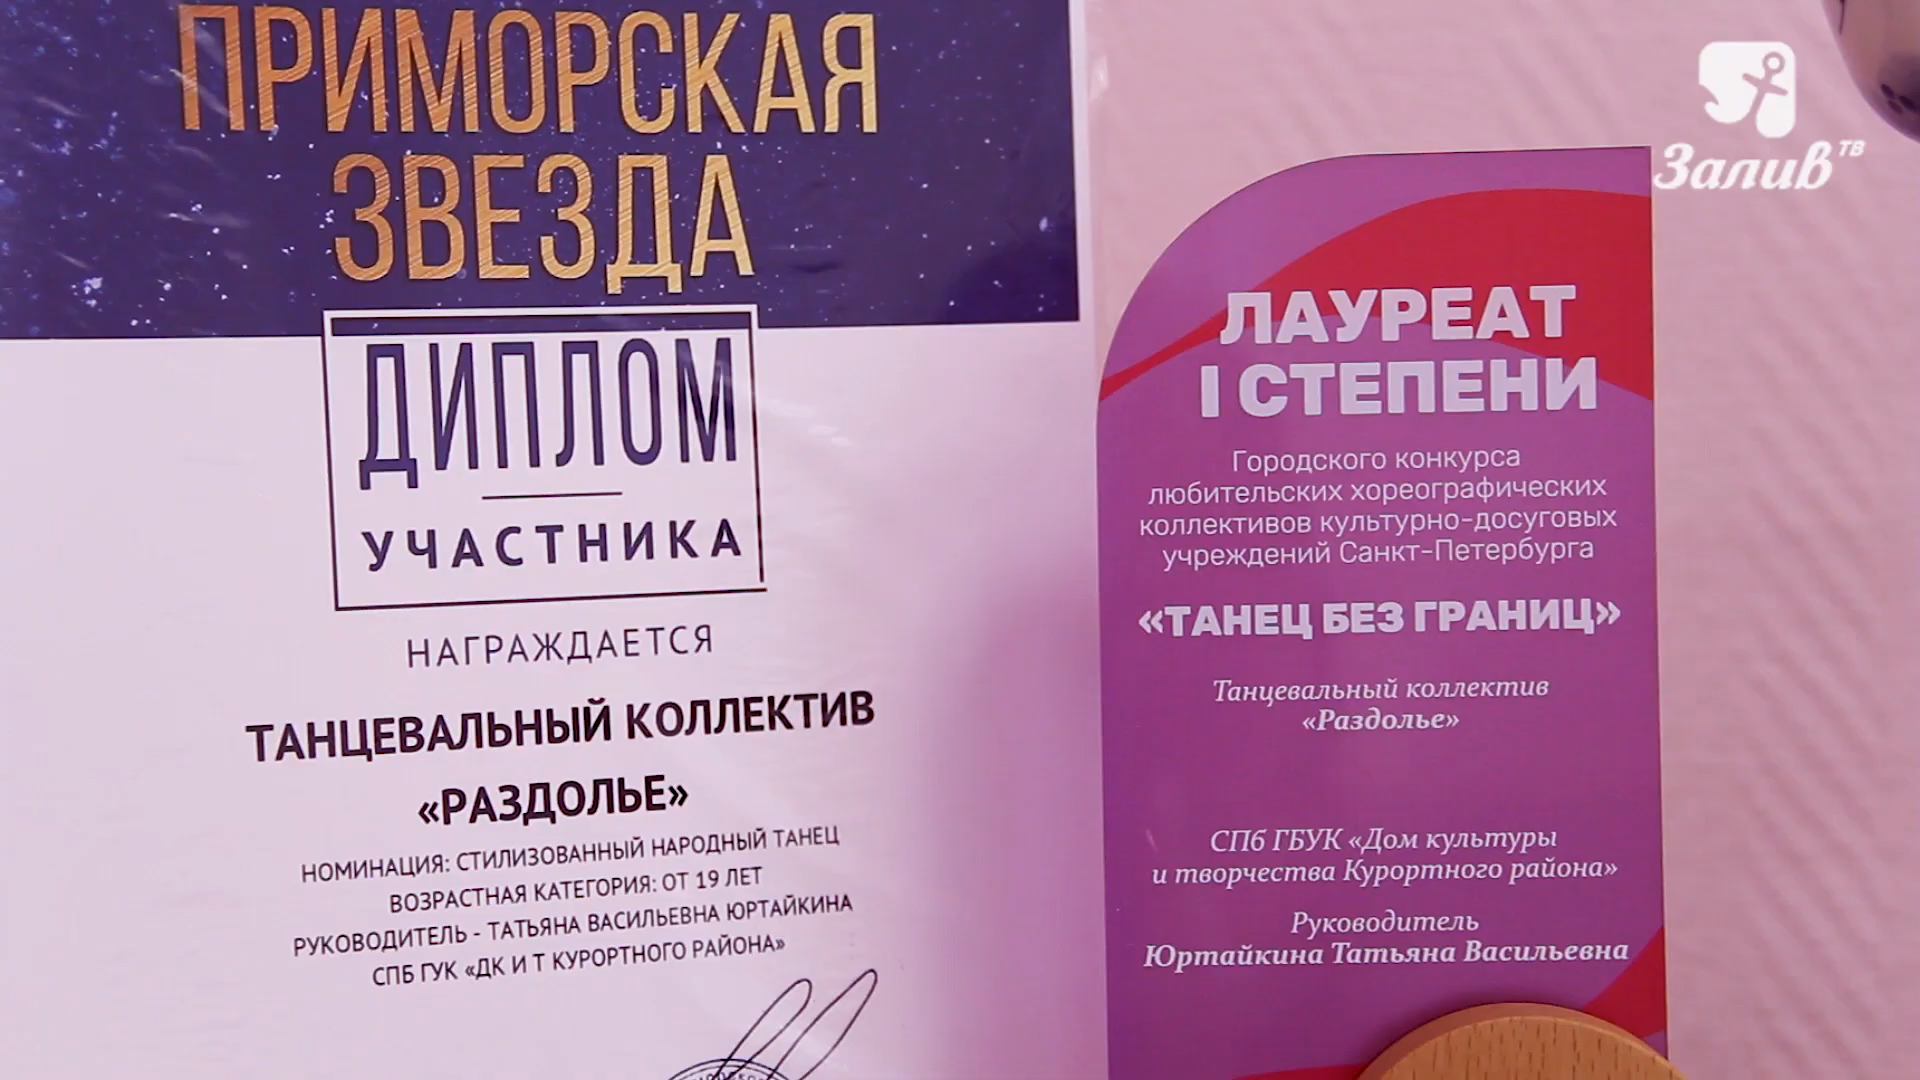 ПРИМОРСКАЯ
ЗВЕЗДА
ДИПЛОМ
УЧАСТНИКА
НАГРАЖДАЕТСЯ
ТАНЦЕВАЛЬНЫЙ КОЛЛЕКТИВ
«РАЗДОЛЬЕ»
НОМИНАЦИЯ: СТИЛИЗОВАННЫЙ НАРОДНЫЙ ТАНЕЦ
ВОЗРАСТНАЯ КАТЕГОРИЯ: ОТ 19 ЛЕТ
РУКОВОДИТЕЛЬ - ТАТЬЯНА ВАСИЛЬЕВНА ЮРТАЙКИНА
СПБ ГУК «ДК И Т КУРОРТНОГО РАЙОНА»
Залив ТВ
ЛАУРЕАТ
I СТЕПЕНИ
Городского конкурса
любительских хореографических
коллективов культурно-досуговых
учреждений Санкт-Петербурга
«ТАНЕЦ БЕЗ ГРАНИЦ»
Танцевальный коллектив
«Раздолье»
СПб ГБУК «Дом культуры
и творчества Курортного района»
Руководитель
Юртайкина Татьяна Васильевна